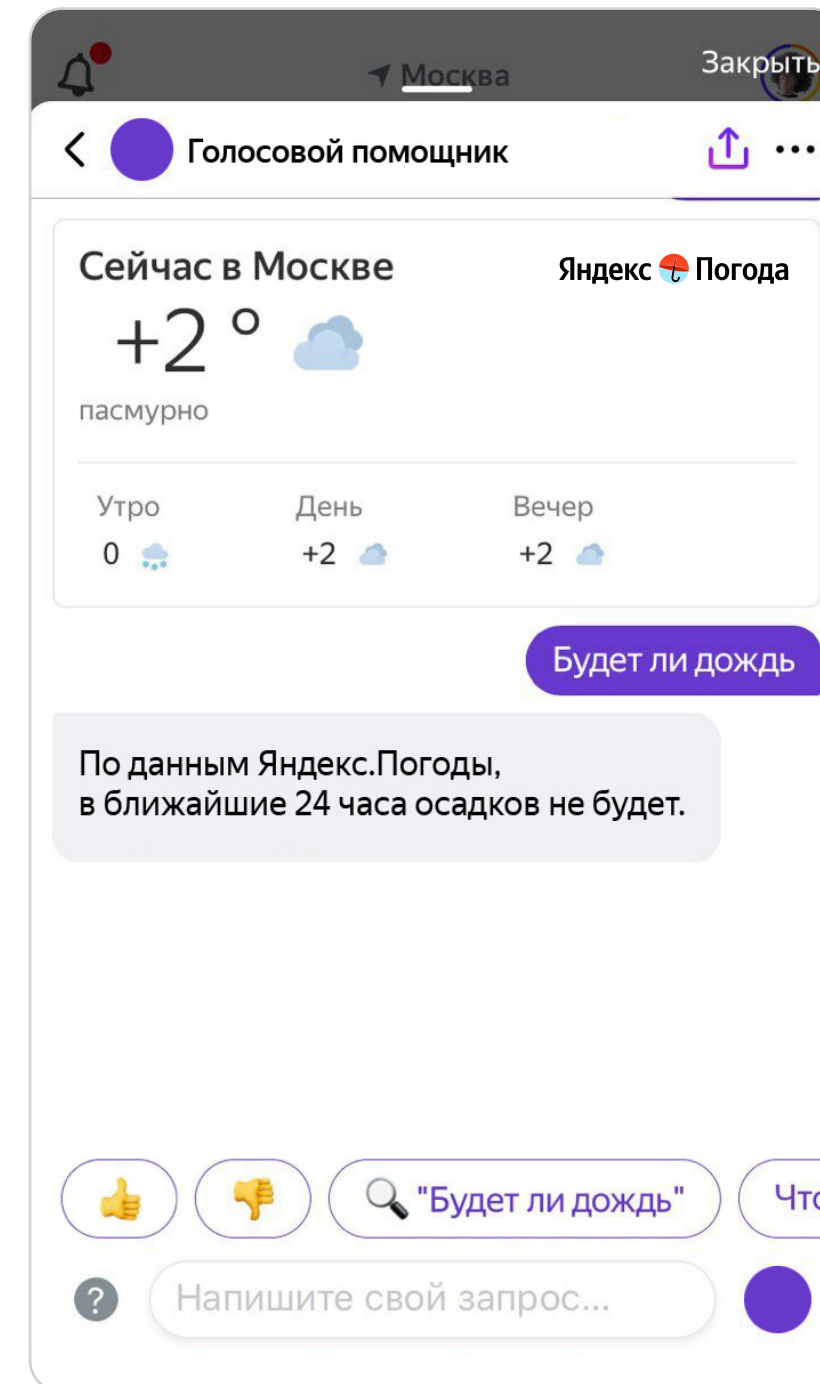 Москва
Закрыть
Голосовой помощник
Сейчас в Москве
Яндекс Погода
+2 °
пасмурно
Утро День Вечер
0 +2 +2
Будет ли дождь
По данным Яндекс.Погоды,
в ближайшие 24 часа осадков не будет.
"Будет ли дождь"
Чт
?
Напишите свой запрос...